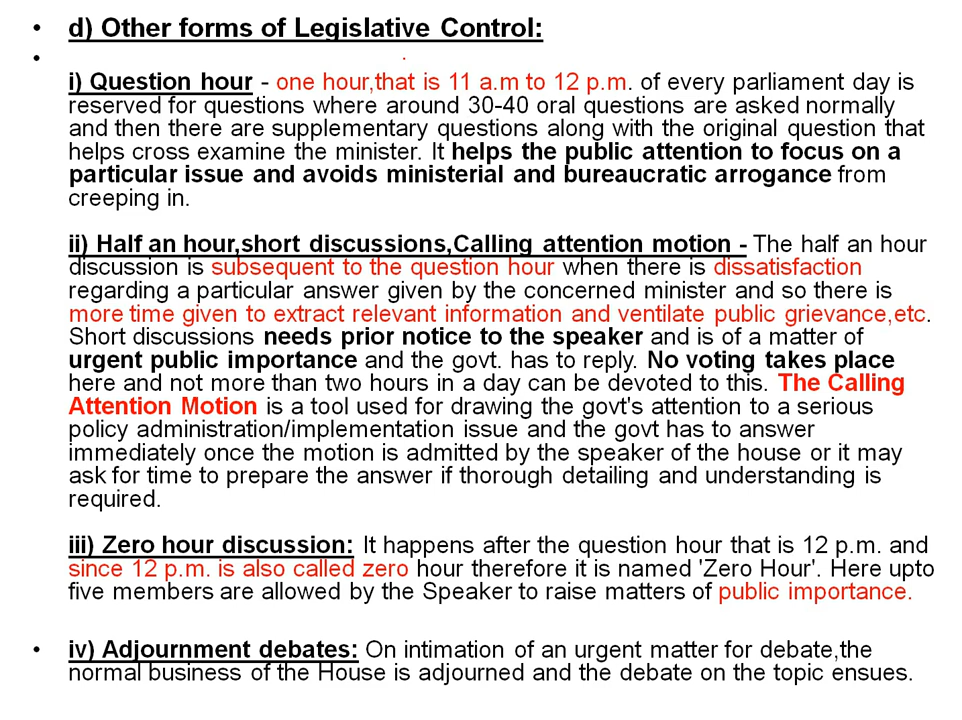 • d) Other forms of Legislative Control:
•
i) Question hour - one hour,that is 11 a.m to 12 p.m. of every parliament day is
reserved for questions where around 30-40 oral questions are asked normally
and then there are supplementary questions along with the original question that
helps cross examine the minister. It helps the public attention to focus on a
particular issue and avoids ministerial and bureaucratic arrogance from
creeping in.
ii) Half an hour,short discussions,Calling attention motion - The half an hour
discussion is subsequent to the question hour when there is dissatisfaction
regarding a particular answer given by the concerned minister and so there is
more time given to extract relevant information and ventilate public grievance,etc.
Short discussions needs prior notice to the speaker and is of a matter of
urgent public importance and the govt. has to reply. No voting takes place
here and not more than two hours in a day can be devoted to this. The Calling
Attention Motion is a tool used for drawing the govt's attention to a serious
policy administration/implementation issue and the govt has to answer
immediately once the motion is admitted by the speaker of the house or it may
ask for time to prepare the answer if thorough detailing and understanding is
required.
iii) Zero hour discussion: It happens after the question hour that is 12 p.m. and
since 12 p.m. is also called zero hour therefore it is named 'Zero Hour'. Here upto
five members are allowed by the Speaker to raise matters of public importance.
• iv) Adjournment debates: On intimation of an urgent matter for debate,the
normal business of the House is adjourned and the debate on the topic ensues.